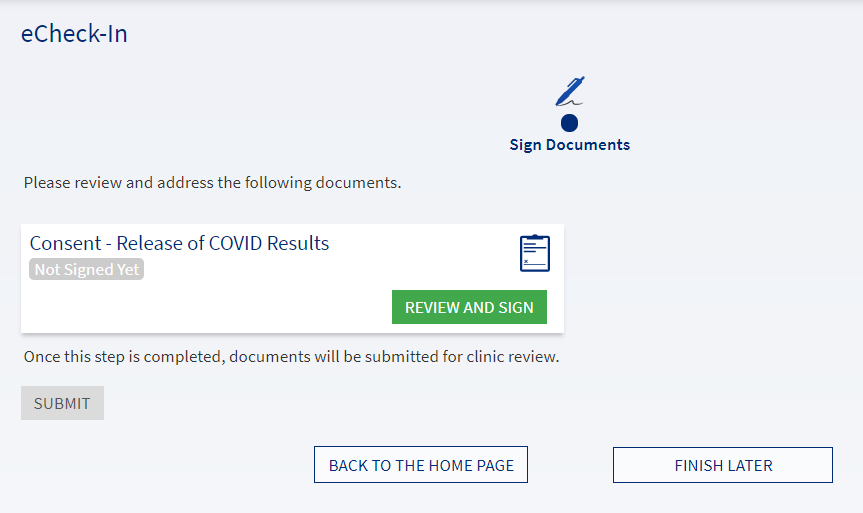 eCheck-In
Sign Documents
Please review and address the following documents.
Consent - Release of COVID Results
Not Signed Yet
REVIEW AND SIGN
Once this step is completed, documents will be submitted for clinic review.
SUBMIT
BACK TO THE HOME PAGE
FINISH LATER